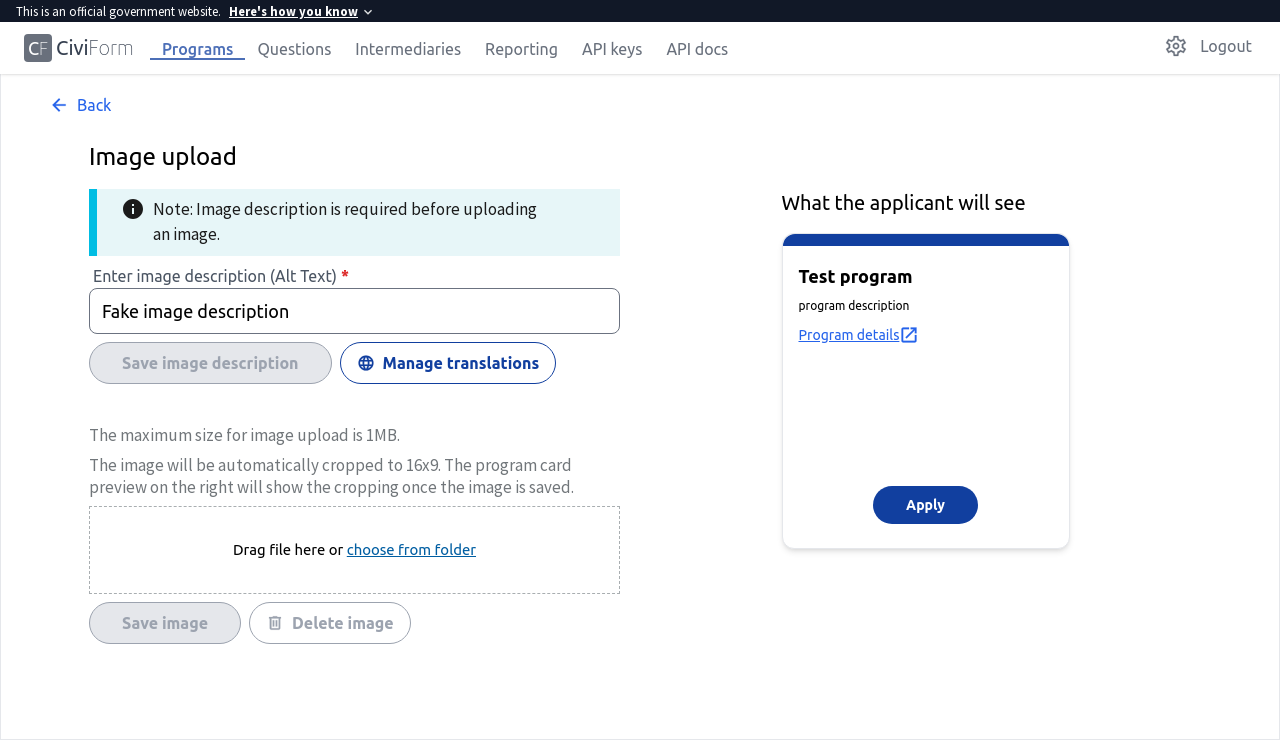 This is an official government website. Here's how you know
CF CiviForm Programs Questions Intermediaries Reporting API keys API docs Logout
Back
Image upload
Note: Image description is required before uploading
an image.
Enter image description (Alt Text) *
Fake image description
Save image description Manage translations
The maximum size for image upload is 1MB.
The image will be automatically cropped to 16x9. The program card
preview on the right will show the cropping once the image is saved.
Drag file here or choose from folder
Save image Delete image
What the applicant will see
Test program
program description
Program details
Apply